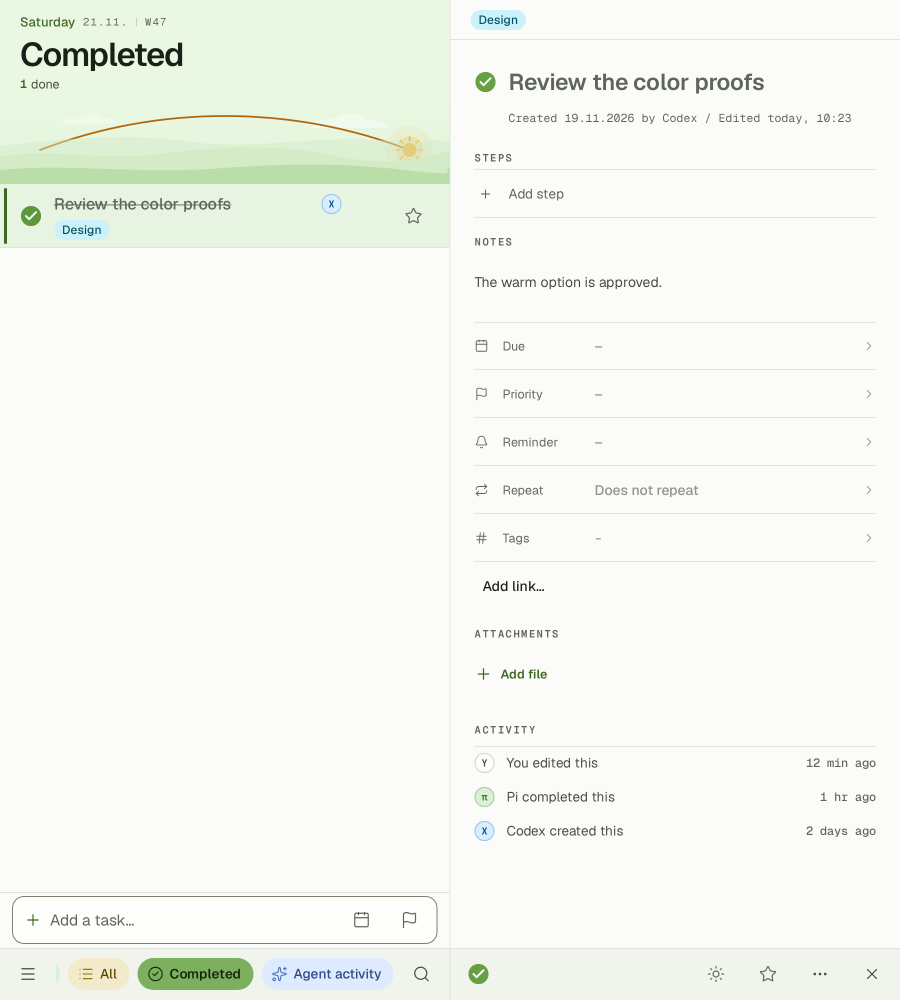 Saturday 21.11. | W47
Completed
1 done
Review the color proofs
X
Design
Add a task…
All
Completed
Agent activity
Design
Review the color proofs
Created 19.11.2026 by Codex / Edited today, 10:23
STEPS
Add step
NOTES
The warm option is approved.
Due –
Priority –
Reminder –
Repeat Does not repeat
Tags –
Add link…
ATTACHMENTS
Add file
ACTIVITY
Y You edited this 12 min ago
π Pi completed this 1 hr ago
X Codex created this 2 days ago